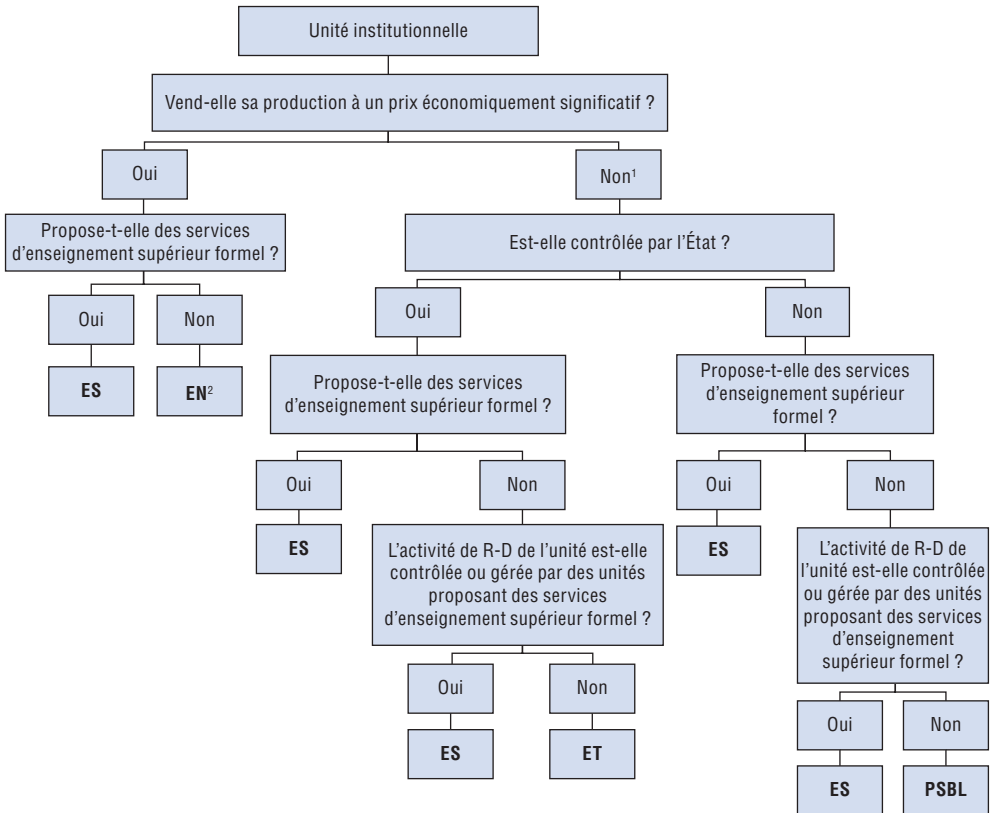 Unité institutionnelle
Vend-elle sa production à un prix économiquement significatif ?
Oui
Non¹
Propose-t-elle des services
d’enseignement supérieur formel ?
Est-elle contrôlée par l’État ?
Oui
Non
Oui
Non
ES
EN²
Propose-t-elle des services
d’enseignement supérieur formel ?
Propose-t-elle des services
d’enseignement supérieur
formel ?
Oui
Non
Oui
Non
ES
L’activité de R-D de l’unité est-elle
contrôlée ou gérée par des unités
proposant des services
d’enseignement supérieur formel ?
ES
L’activité de R-D de
l’unité est-elle contrôlée
ou gérée par des unités
proposant des services
d’enseignement
supérieur formel ?
Oui
Non
Oui
Non
ES
ET
ES
PSBL